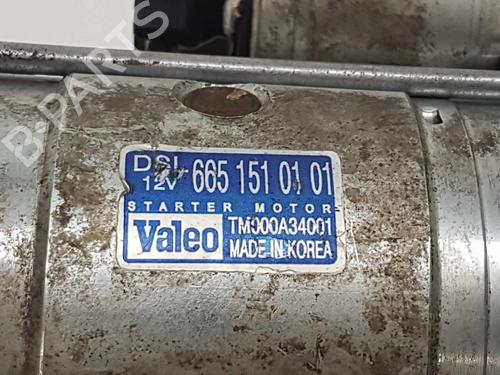 B-PARTS
DSL 665 151 01 01
12V
STARTER MOTOR
Valeo TM000A34001
MADE IN KOREA